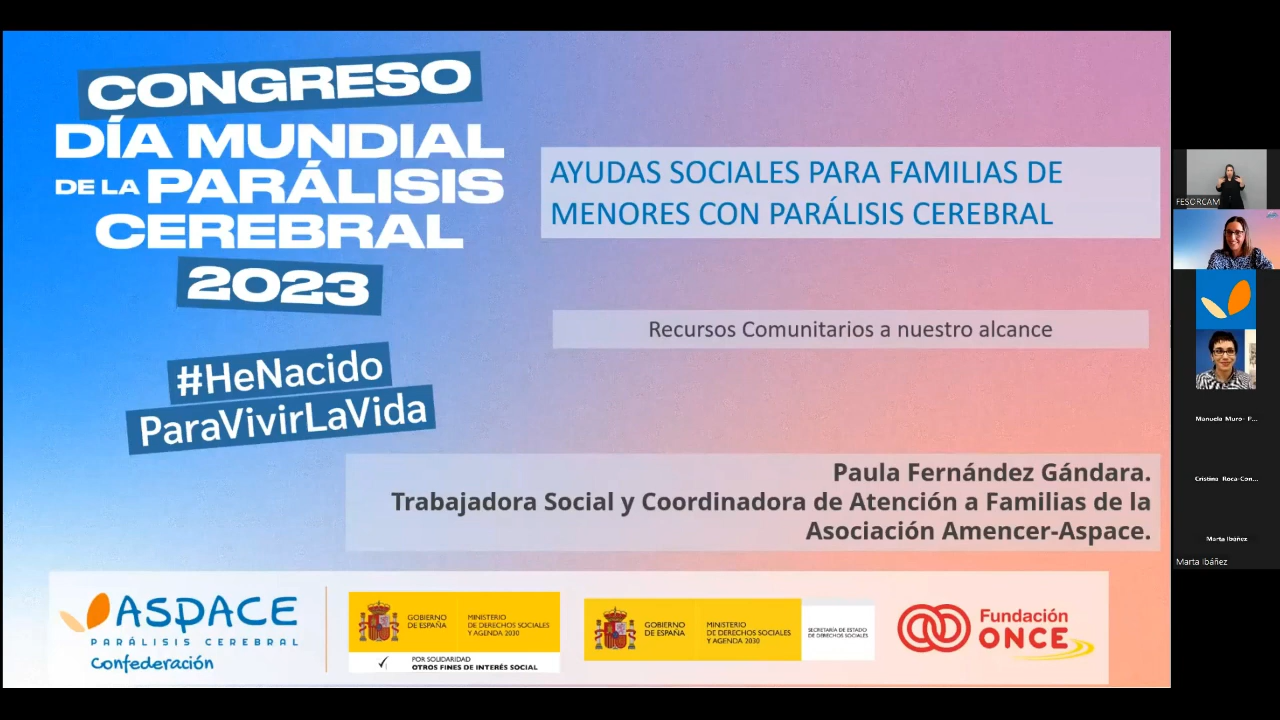 CONGRESO
DÍA MUNDIAL
DE LA PARÁLISIS
CEREBRAL
2023
#HeNacido
ParaVivirLaVida
AYUDAS SOCIALES PARA FAMILIAS DE
MENORES CON PARÁLISIS CEREBRAL
Recursos Comunitarios a nuestro alcance
Paula Fernández Gándara.
Trabajadora Social y Coordinadora de Atención a Familias de la
Asociación Amencer-Aspace.
ASPACE
PARÁLISIS CEREBRAL
Confederación
GOBIERNO
DE ESPAÑA
MINISTERIO
DE DERECHOS SOCIALES
Y AGENDA 2030
POR SOLIDARIDAD
OTROS FINES DE INTERÉS SOCIAL
GOBIERNO
DE ESPAÑA
MINISTERIO
DE DERECHOS SOCIALES
Y AGENDA 2030
SECRETARÍA DE ESTADO
DE DERECHOS SOCIALES
Fundación
ONCE
FESORCAM
Manuela Muro- F...
Cristina Roca-Con...
Marta Ibáñez
Marta Ibáñez